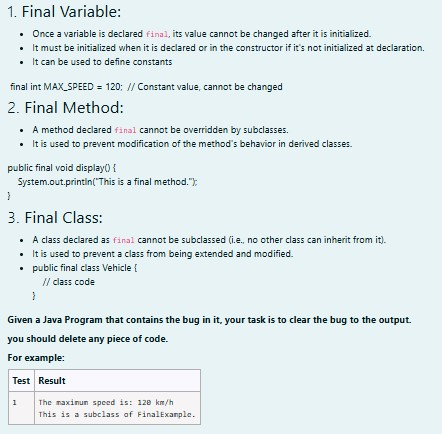 1. Final Variable:
• Once a variable is declared final, its value cannot be changed after it is initialized.
• It must be initialized when it is declared or in the constructor if it's not initialized at declaration.
• It can be used to define constants
final int MAX_SPEED = 120; // Constant value, cannot be changed
2. Final Method:
• A method declared final cannot be overridden by subclasses.
• It is used to prevent modification of the method's behavior in derived classes.
public final void display() {
System.out.println("This is a final method.");
}
3. Final Class:
• A class declared as final cannot be subclassed (i.e., no other class can inherit from it).
• It is used to prevent a class from being extended and modified.
• public final class Vehicle {
// class code
}
Given a Java Program that contains the bug in it, your task is to clear the bug to the output.
you should delete any piece of code.
For example:
Test Result
1 The maximum speed is: 120 km/h
This is a subclass of FinalExample.